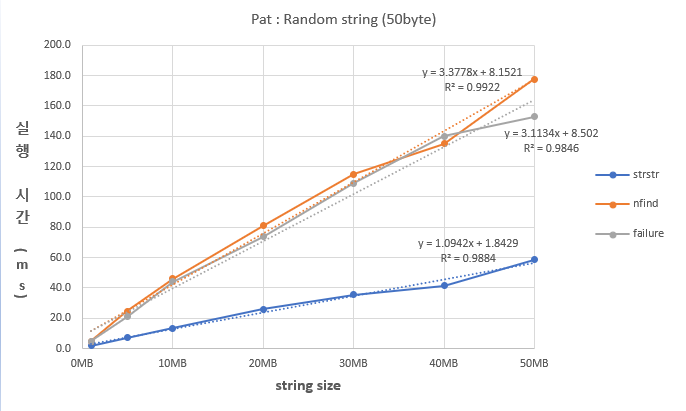 Pat : Random string (50byte)
200.0
180.0
160.0
140.0
120.0
100.0
80.0
60.0
40.0
20.0
0.0
실행 시간 (ms)
y = 3.3778x + 8.1521
R² = 0.9922
y = 3.1134x + 8.502
R² = 0.9846
y = 1.0942x + 1.8429
R² = 0.9884
strstr
nfind
failure
0MB 10MB 20MB 30MB 40MB 50MB
string size